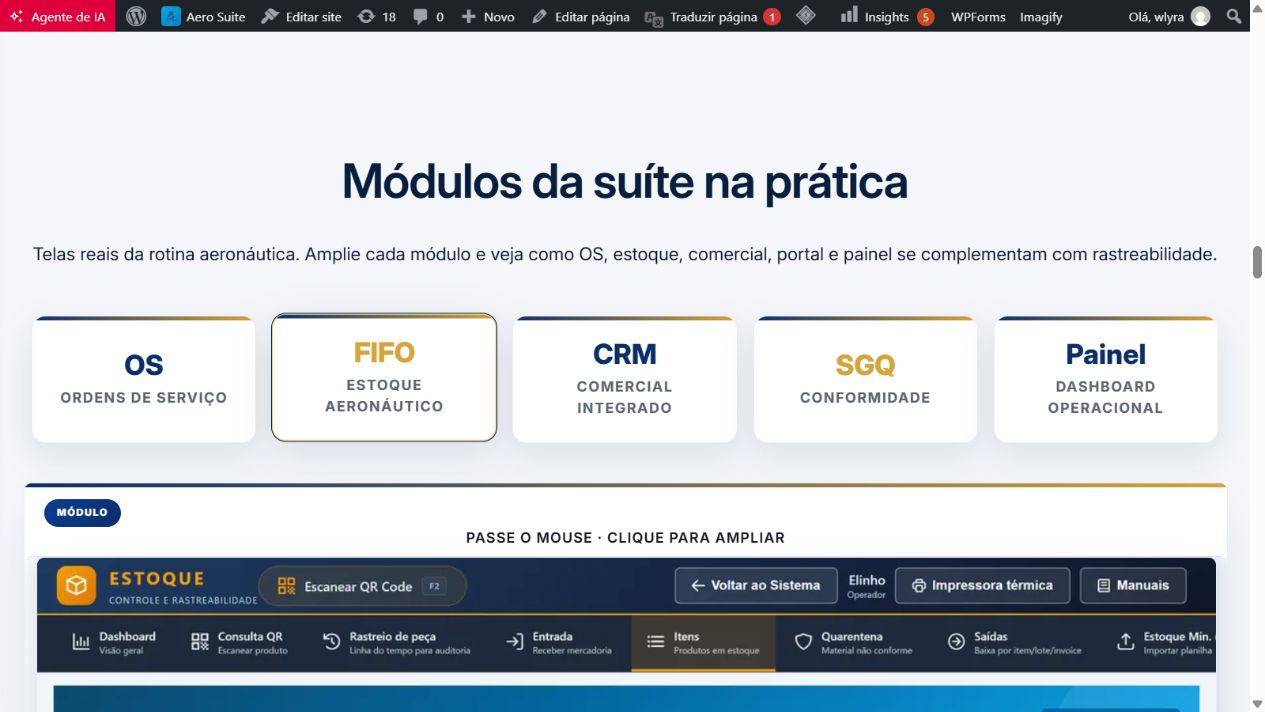 Agente de IA
Aero Suite
Editar site
18
0
Novo
Editar página
Traduzir página
1
Insights
5
WPForms
Imagify
Olá, wlyra
Módulos da suíte na prática
Telas reais da rotina aeronáutica. Amplie cada módulo e veja como OS, estoque, comercial, portal e painel se complementam com rastreabilidade.
OS
ORDENS DE SERVIÇO
FIFO
ESTOQUE
AERONÁUTICO
CRM
COMERCIAL
INTEGRADO
SGQ
CONFORMIDADE
Painel
DASHBOARD
OPERACIONAL
MÓDULO
PASSE O MOUSE · CLIQUE PARA AMPLIAR
ESTOQUE
CONTROLE E RASTREABILIDADE
Escanear QR Code
F2
Voltar ao Sistema
Elinho
Operador
Impressora térmica
Manuais
Dashboard
Visão geral
Consulta QR
Escanear produto
Rastreio de peça
Linha do tempo para auditoria
Entrada
Receber mercadoria
Itens
Produtos em estoque
Quarentena
Material não conforme
Saídas
Baixa por item/lote/invoice
Estoque Min.
Importar planilha